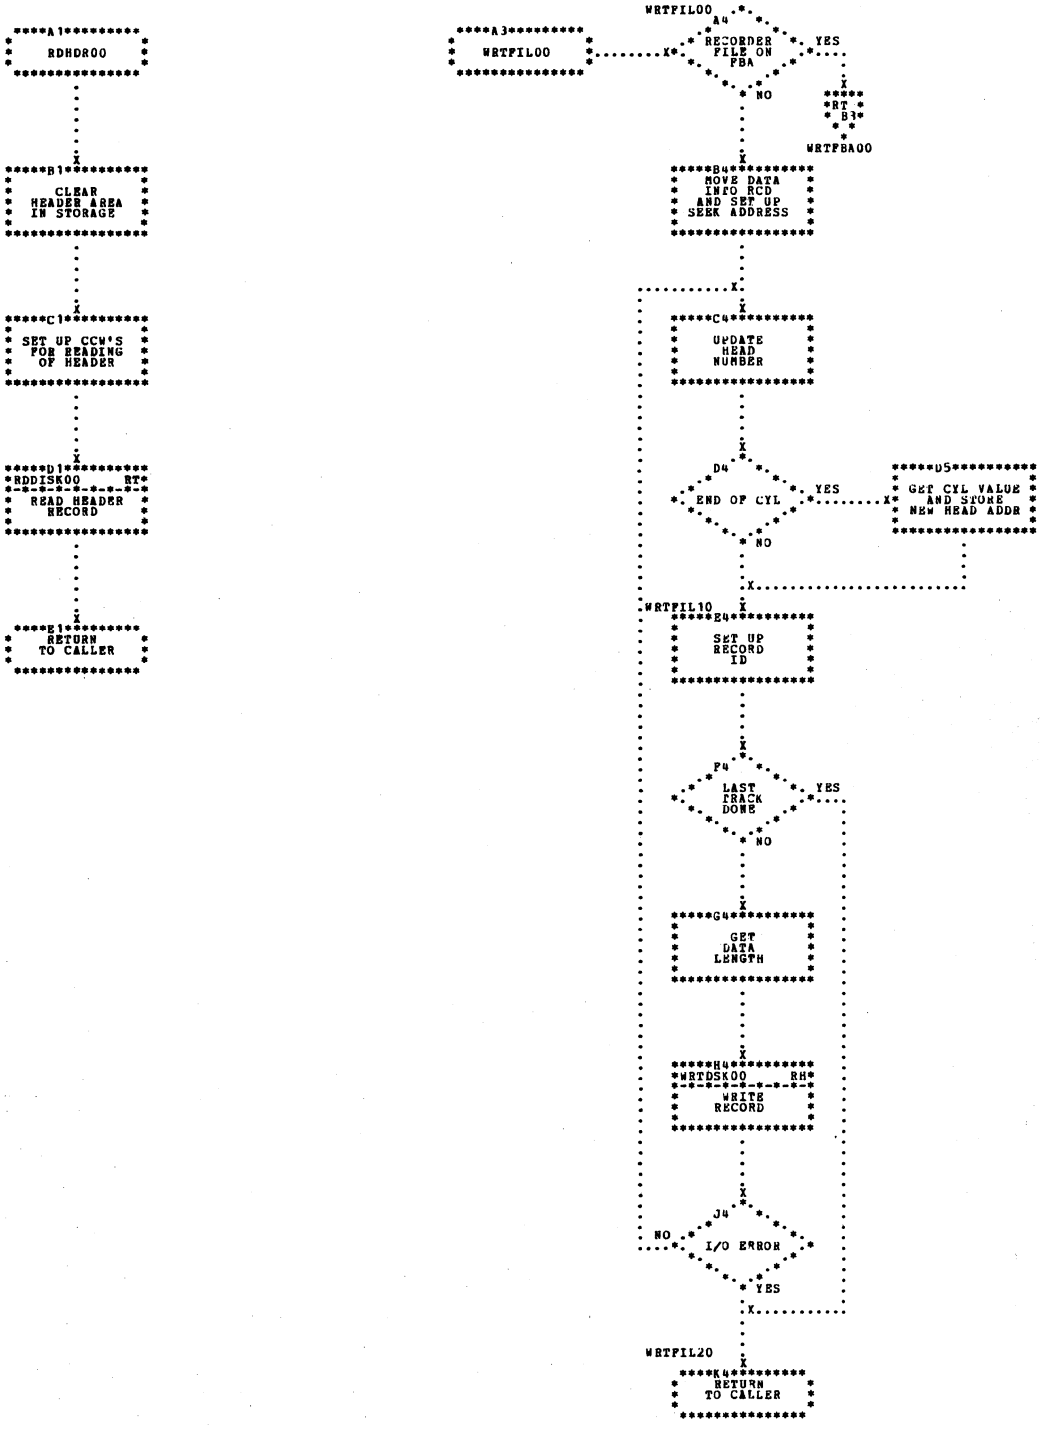 A1
RDHDR00
B1
CLEAR
HEADER AREA
IN STORAGE
C1
SET UP CCW'S
FOR READING
OF HEADER
D1
RDDISK00 RT
READ HEADER
RECORD
E1
RETURN
TO CALLER
A3
WRTFIL00
WRTFIL00
A4
RECORDER
FILE ON
FBA
YES
NO
RT
B3
WRTFBA00
B4
MOVE DATA
INTO RCD
AND SET UP
SEEK ADDRESS
X
C4
UPDATE
HEAD
NUMBER
D4
END OF CYL
YES
NO
D5
GET CYL VALUE
AND STORE
NEW HEAD ADDR
WRTFIL10
E4
SET UP
RECORD
ID
F4
LAST
TRACK
DONE
YES
NO
G4
GET
DATA
LENGTH
H4
WRTDSK00 RH
WRITE
RECORD
J4
NO
I/O ERROR
YES
WRTFIL20
K4
RETURN
TO CALLER